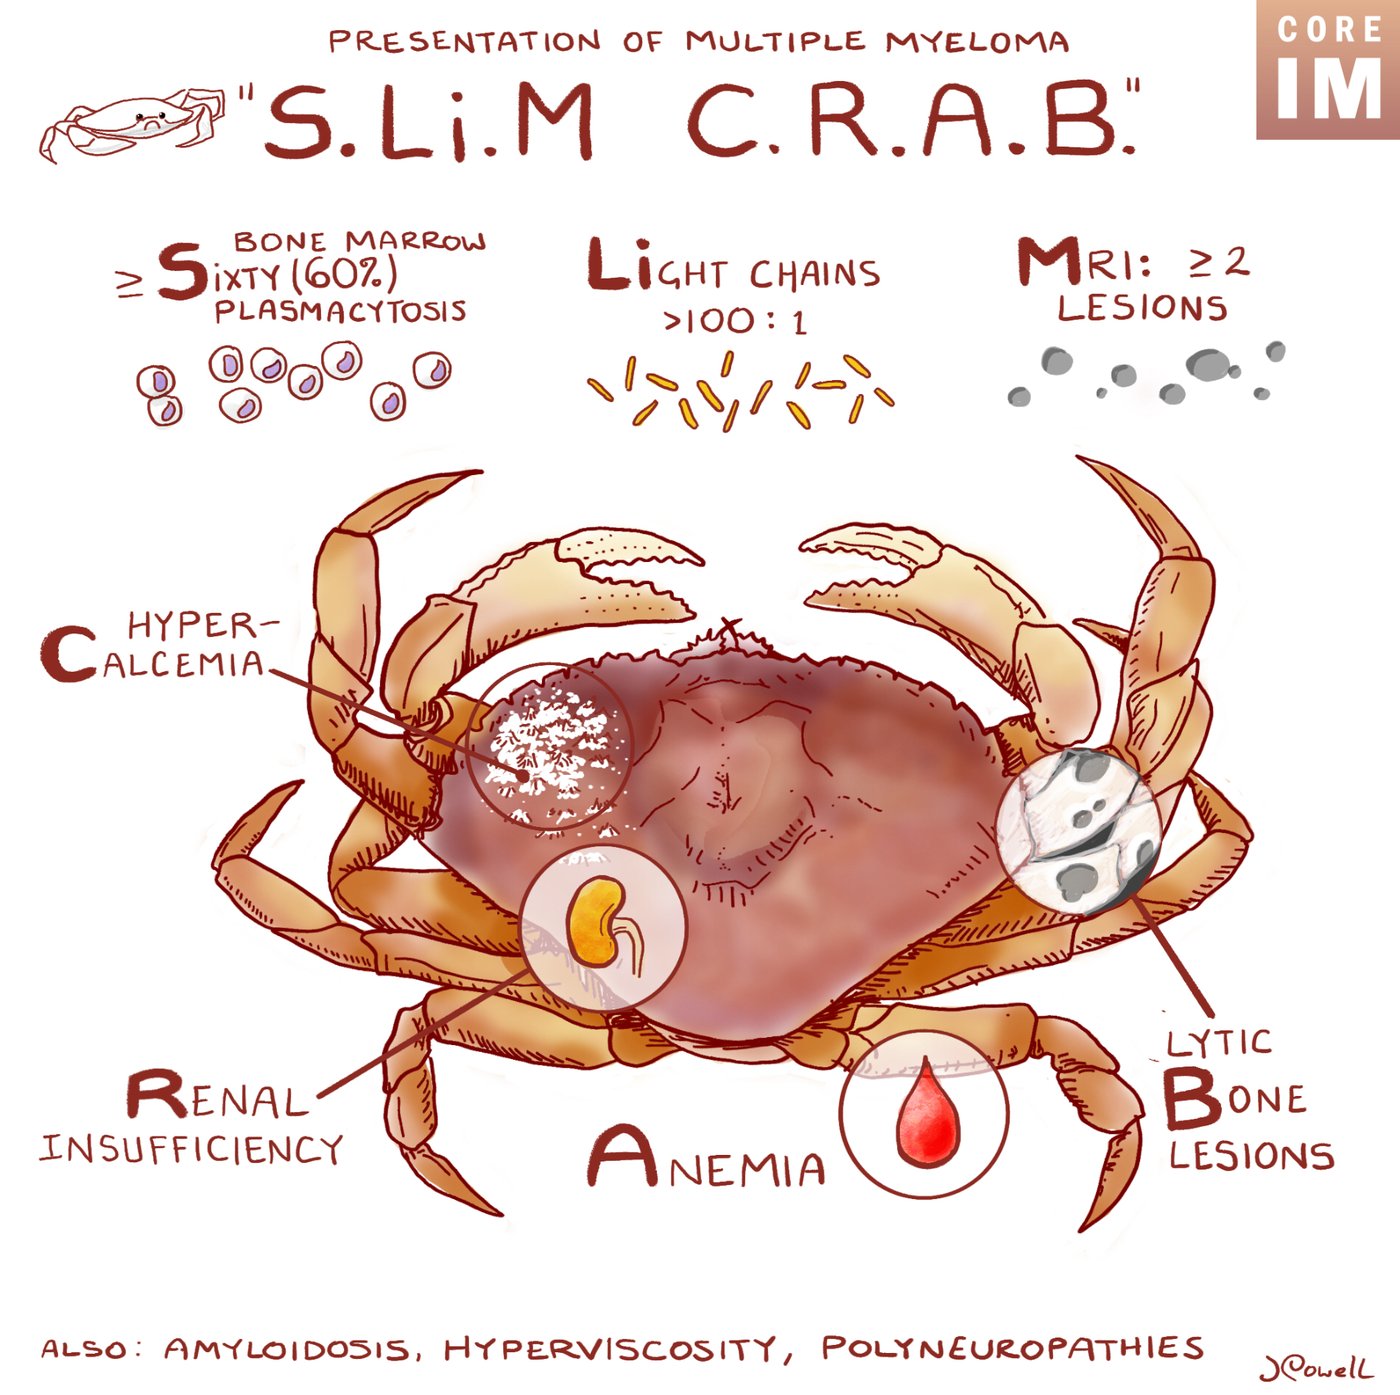 PRESENTATION OF MULTIPLE MYELOMA
CORE
IM
"S.Li.M C.R.A.B."
BONE MARROW
≥ SIXTY (60%)
PLASMACYTOSIS
LiGHT CHAINS
>100:1
MRI: ≥2
LESIONS
HYPER-
CALCEMIA
RENAL
INSUFFICIENCY
ANEMIA
LYTIC
BONE
LESIONS
ALSO: AMYLOIDOSIS, HYPERVISCOSITY, POLYNEUROPATHIES
JPowell